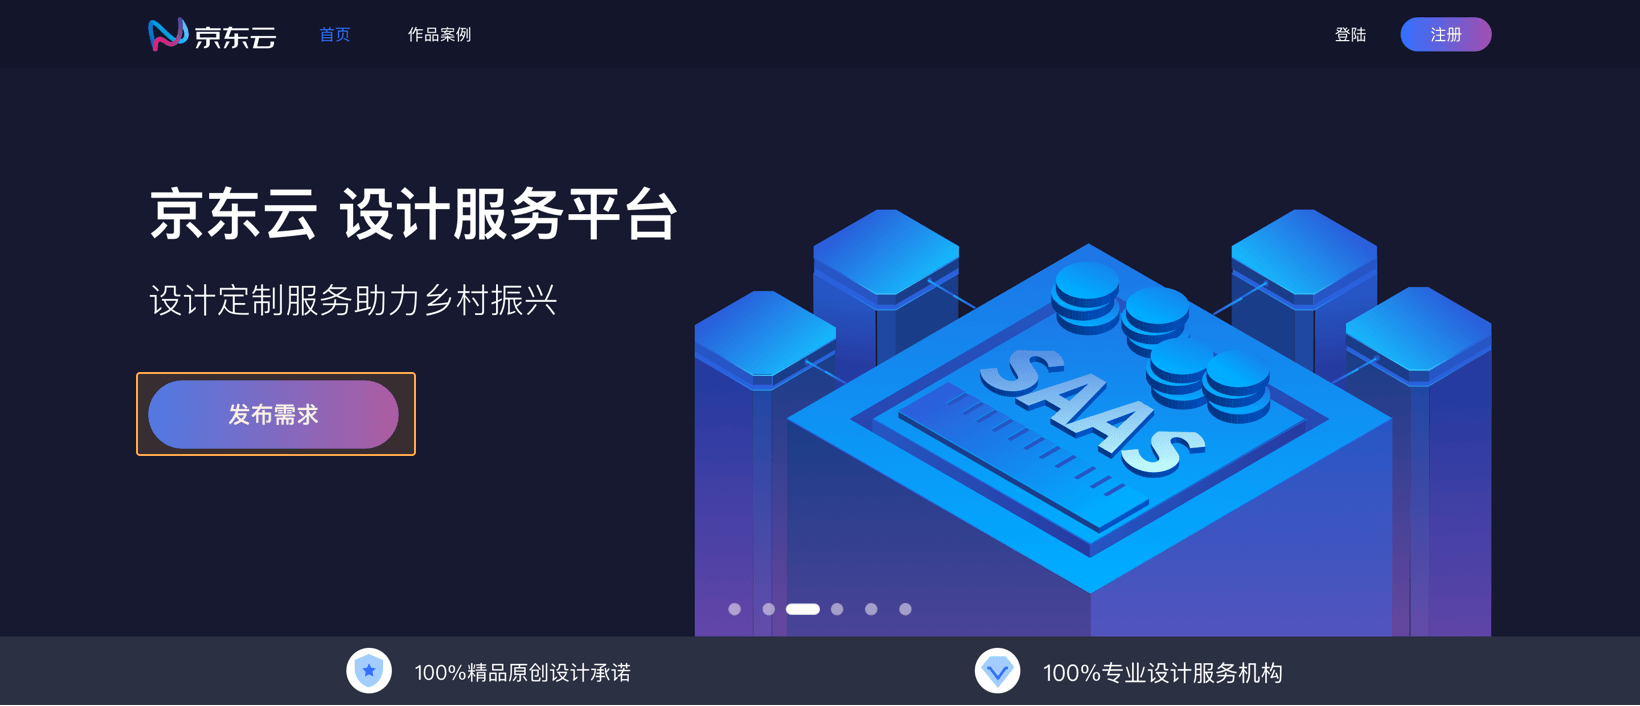 京东云 首页 作品案例 登陆 注册
京东云 设计服务平台
设计定制服务助力乡村振兴
发布需求
SAAS
100%精品原创设计承诺 100%专业设计服务机构